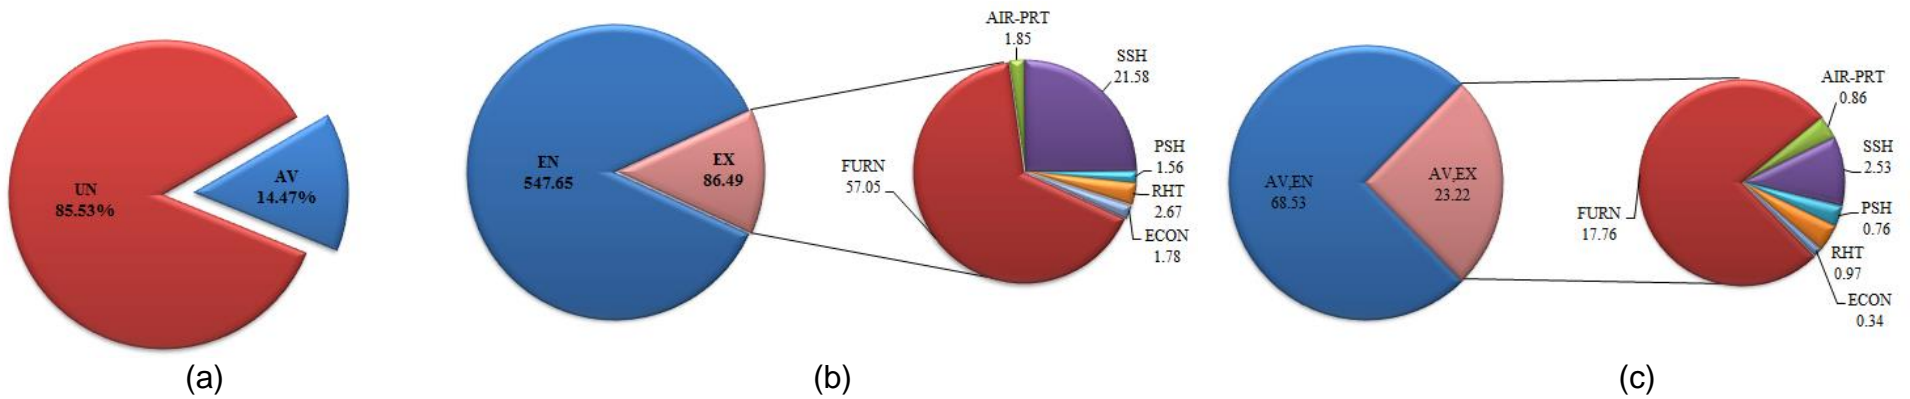 UN
85.53%
AV
14.47%
(a)
EN
547.65
EX
86.49
AIR-PRT
1.85
SSH
21.58
PSH
1.56
RHT
2.67
ECON
1.78
FURN
57.05
(b)
AV,EN
68.53
AV,EX
23.22
AIR-PRT
0.86
SSH
2.53
PSH
0.76
RHT
0.97
ECON
0.34
FURN
17.76
(c)